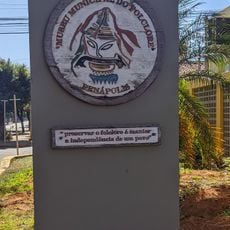 "MUSEU MUNICIPAL DO FOLCLORE"
PENÁPOLIS
"preservar o folclore é manter
a independência de um povo"